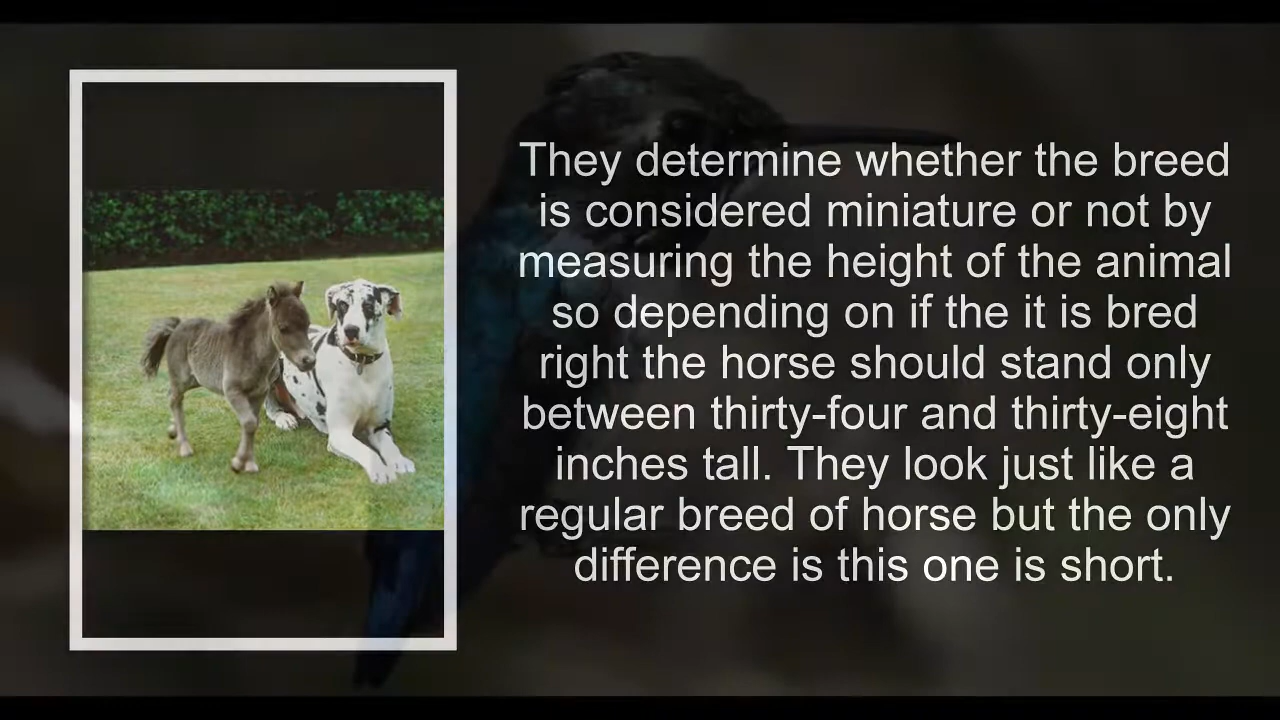 They determine whether the breed
is considered miniature or not by
measuring the height of the animal
so depending on if the it is bred
right the horse should stand only
between thirty-four and thirty-eight
inches tall. They look just like a
regular breed of horse but the only
difference is this one is short.